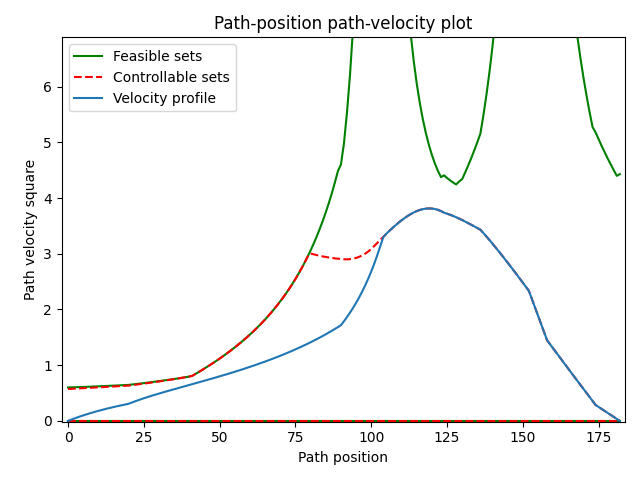 Path-position path-velocity plot
Feasible sets
Controllable sets
Velocity profile
Path velocity square
6
5
4
3
2
1
0
0 25 50 75 100 125 150 175
Path position